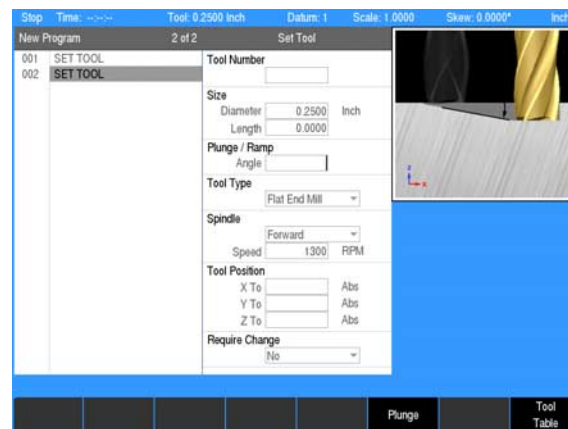 Stop Time: --:--:-- Tool: 0.2500 Inch Datum: 1 Scale: 1.0000 Skew: 0.0000° Inch
New Program 2 of 2 Set Tool
001 SET TOOL
002 SET TOOL
Tool Number
Size
Diameter 0.2500 Inch
Length 0.0000
Plunge / Ramp
Angle
Tool Type
Flat End Mill
Spindle
Forward
Speed 1300 RPM
Tool Position
X To Abs
Y To Abs
Z To Abs
Require Change
No
z
x
Plunge
Tool
Table